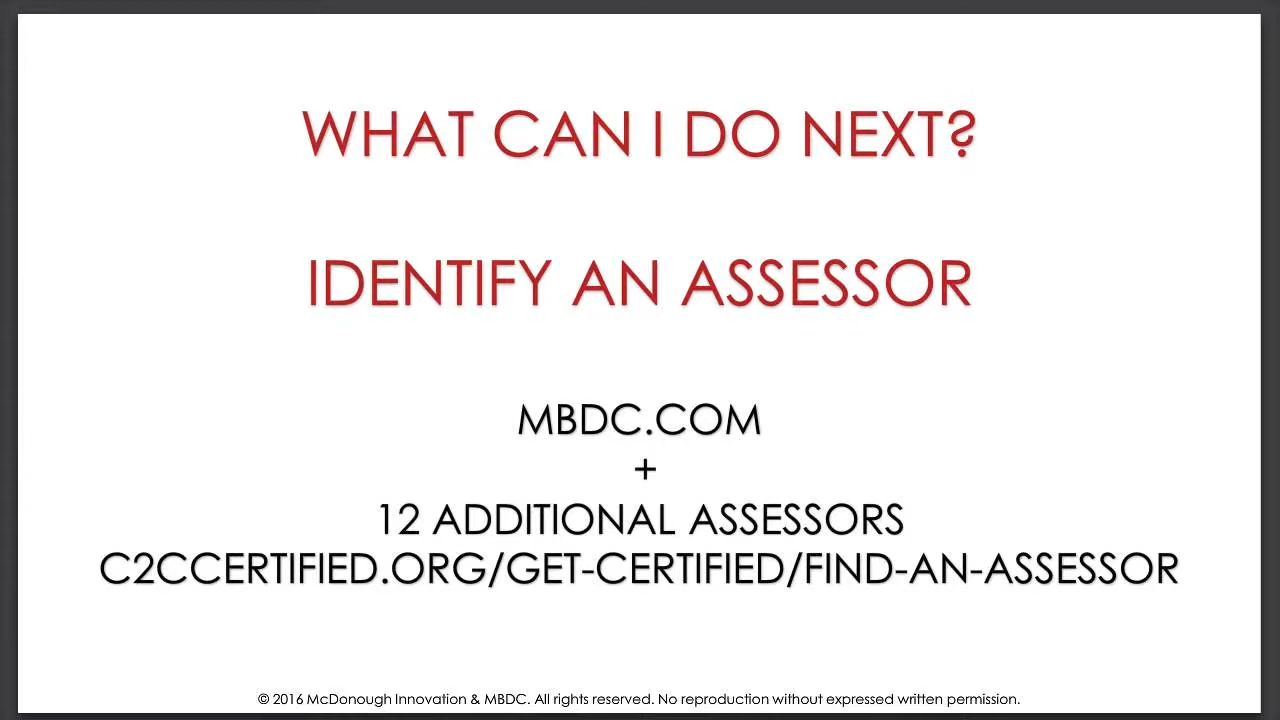 WHAT CAN I DO NEXT?
IDENTIFY AN ASSESSOR
MBDC.COM
+
12 ADDITIONAL ASSESSORS
C2CCERTIFIED.ORG/GET-CERTIFIED/FIND-AN-ASSESSOR
© 2016 McDonough Innovation & MBDC. All rights reserved. No reproduction without expressed written permission.